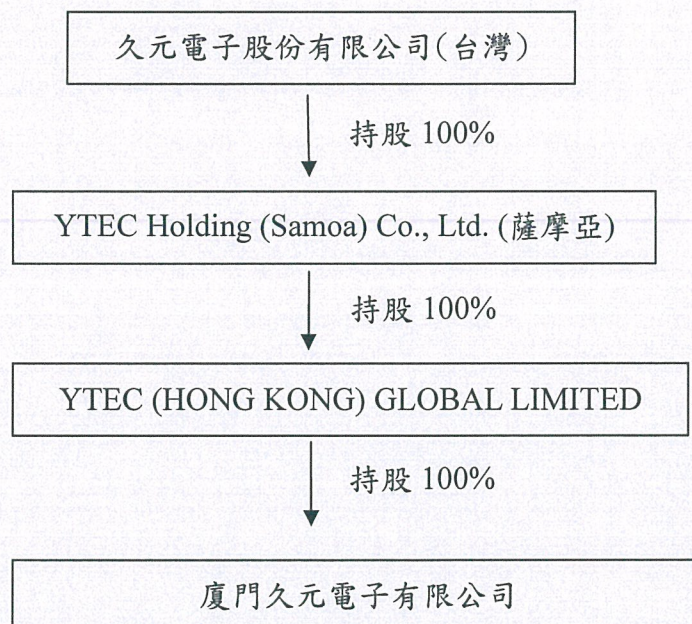 久元電子股份有限公司(台灣)
持股 100%
YTEC Holding (Samoa) Co., Ltd. (薩摩亞)
持股 100%
YTEC (HONG KONG) GLOBAL LIMITED
持股 100%
廈門久元電子有限公司